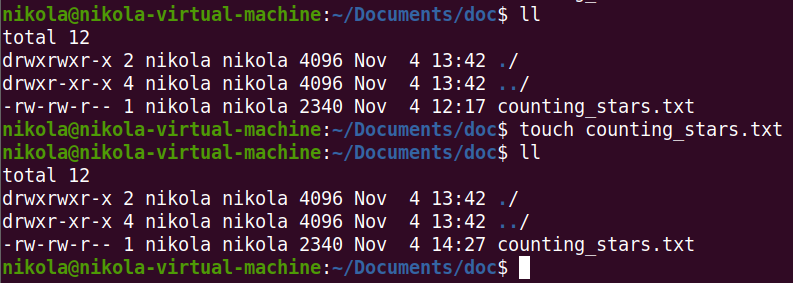 nikola@nikola-virtual-machine:~/Documents/doc$ ll
total 12
drwxrwxr-x 2 nikola nikola 4096 Nov  4 13:42 ./
drwxr-xr-x 4 nikola nikola 4096 Nov  4 13:42 ../
-rw-rw-r-- 1 nikola nikola 2340 Nov  4 12:17 counting_stars.txt
nikola@nikola-virtual-machine:~/Documents/doc$ touch counting_stars.txt
nikola@nikola-virtual-machine:~/Documents/doc$ ll
total 12
drwxrwxr-x 2 nikola nikola 4096 Nov  4 13:42 ./
drwxr-xr-x 4 nikola nikola 4096 Nov  4 13:42 ../
-rw-rw-r-- 1 nikola nikola 2340 Nov  4 14:27 counting_stars.txt
nikola@nikola-virtual-machine:~/Documents/doc$